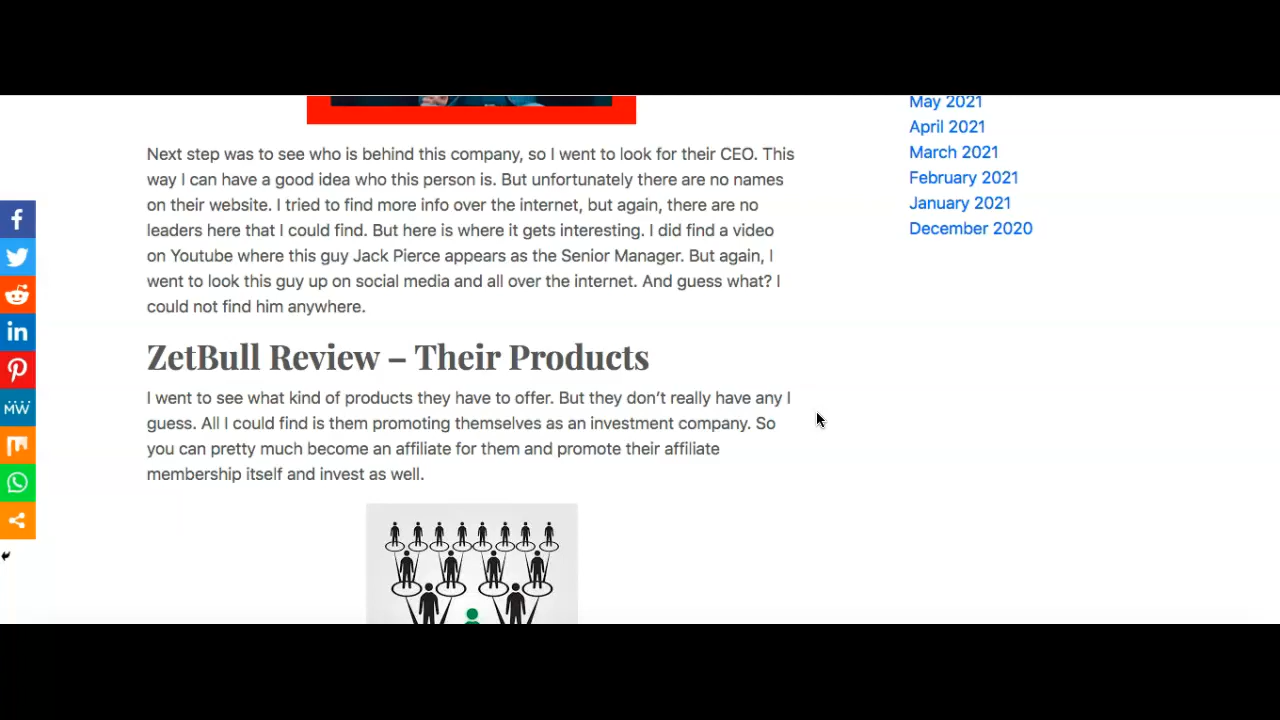 May 2021
April 2021
March 2021
February 2021
January 2021
December 2020
Next step was to see who is behind this company, so I went to look for their CEO. This
way I can have a good idea who this person is. But unfortunately there are no names
on their website. I tried to find more info over the internet, but again, there are no
leaders here that I could find. But here is where it gets interesting. I did find a video
on Youtube where this guy Jack Pierce appears as the Senior Manager. But again, I
went to look this guy up on social media and all over the internet. And guess what? I
could not find him anywhere.
ZetBull Review – Their Products
I went to see what kind of products they have to offer. But they don’t really have any I
guess. All I could find is them promoting themselves as an investment company. So
you can pretty much become an affiliate for them and promote their affiliate
membership itself and invest as well.
MW